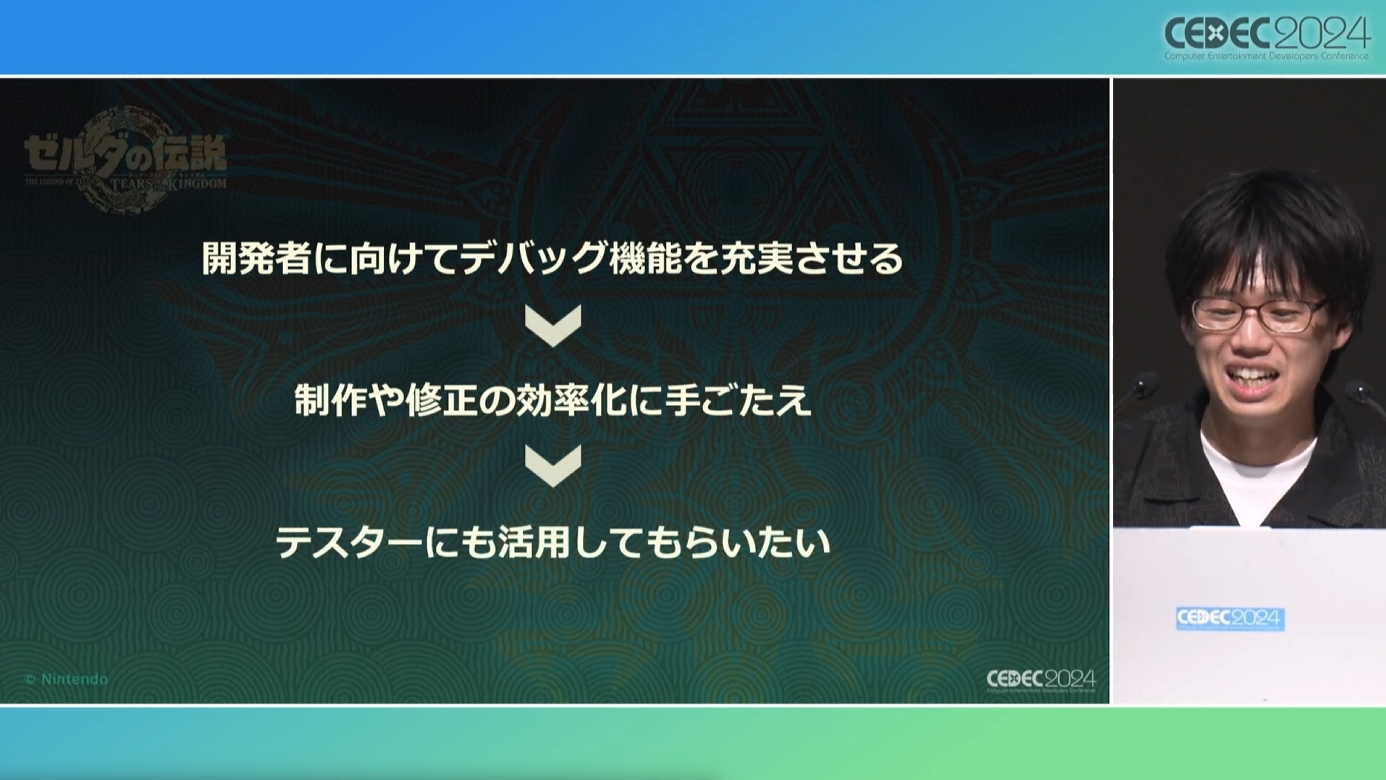 CEDEC2024
Computer Entertainment Developers Conference
ゼルダの伝説
THE LEGEND OF ZELDA
TEARS OF THE KINGDOM
開発者に向けてデバッグ機能を充実させる
制作や修正の効率化に手ごたえ
テスターにも活用してもらいたい
© Nintendo
CEDEC2024
Computer Entertainment Developers Conference
CEDEC2024